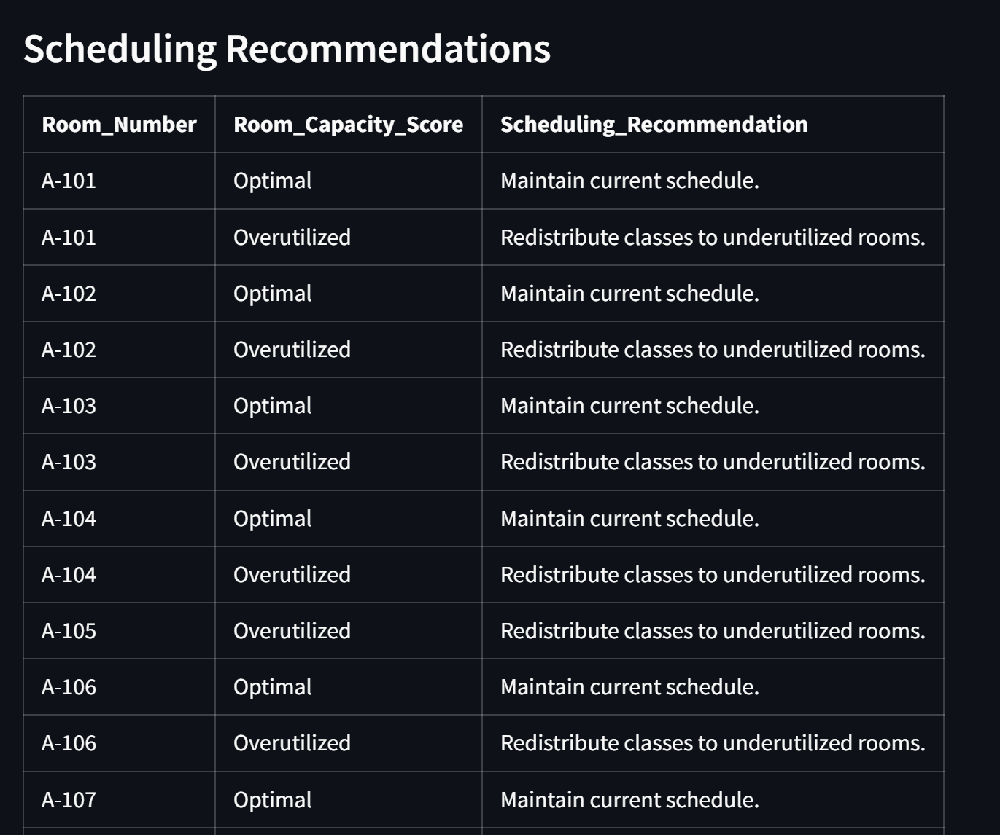 Scheduling Recommendations
Room_Number Room_Capacity_Score Scheduling_Recommendation
A-101 Optimal Maintain current schedule.
A-101 Overutilized Redistribute classes to underutilized rooms.
A-102 Optimal Maintain current schedule.
A-102 Overutilized Redistribute classes to underutilized rooms.
A-103 Optimal Maintain current schedule.
A-103 Overutilized Redistribute classes to underutilized rooms.
A-104 Optimal Maintain current schedule.
A-104 Overutilized Redistribute classes to underutilized rooms.
A-105 Overutilized Redistribute classes to underutilized rooms.
A-106 Optimal Maintain current schedule.
A-106 Overutilized Redistribute classes to underutilized rooms.
A-107 Optimal Maintain current schedule.